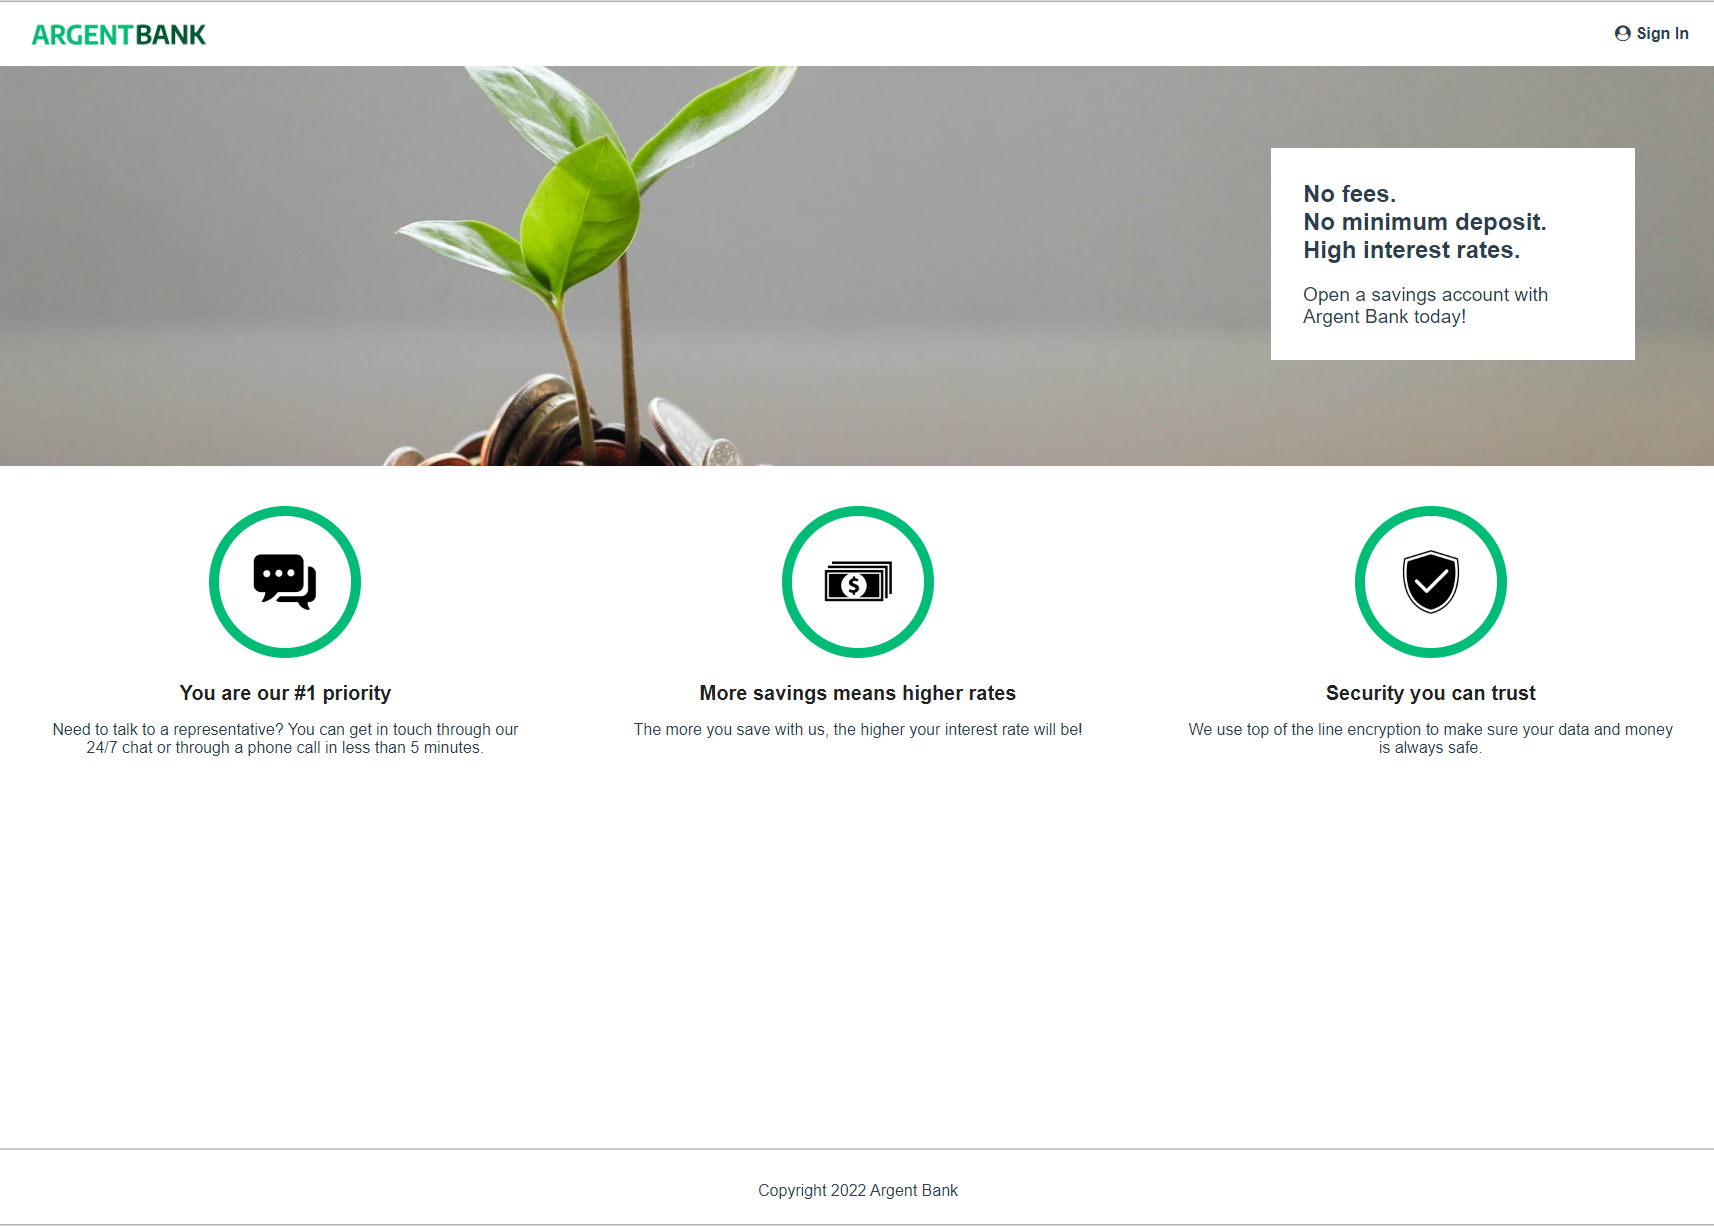 ARGENTBANK
Sign In
No fees.
No minimum deposit.
High interest rates.
Open a savings account with
Argent Bank today!
You are our #1 priority
Need to talk to a representative? You can get in touch through our
24/7 chat or through a phone call in less than 5 minutes.
More savings means higher rates
The more you save with us, the higher your interest rate will be!
Security you can trust
We use top of the line encryption to make sure your data and money
is always safe.
Copyright 2022 Argent Bank